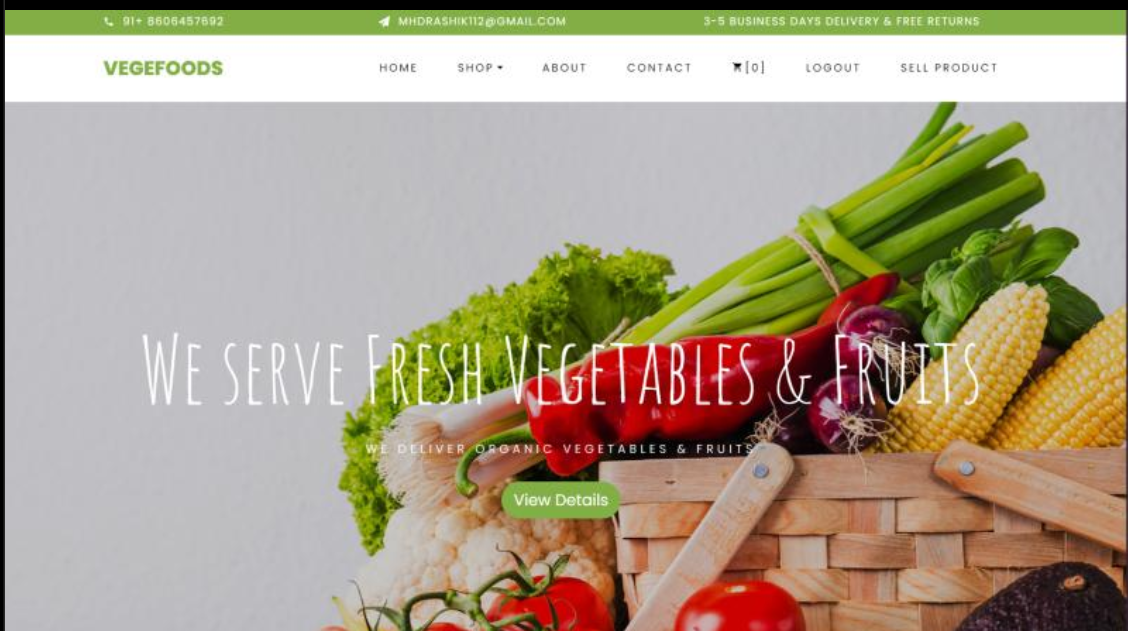 91+ 8606457692 MHDRASHIK112@GMAIL.COM 3-5 BUSINESS DAYS DELIVERY & FREE RETURNS
VEGEFOODS HOME SHOP ABOUT CONTACT [0] LOGOUT SELL PRODUCT
WE SERVE FRESH VEGETABLES & FRUITS
WE DELIVER ORGANIC VEGETABLES & FRUITS
View Details